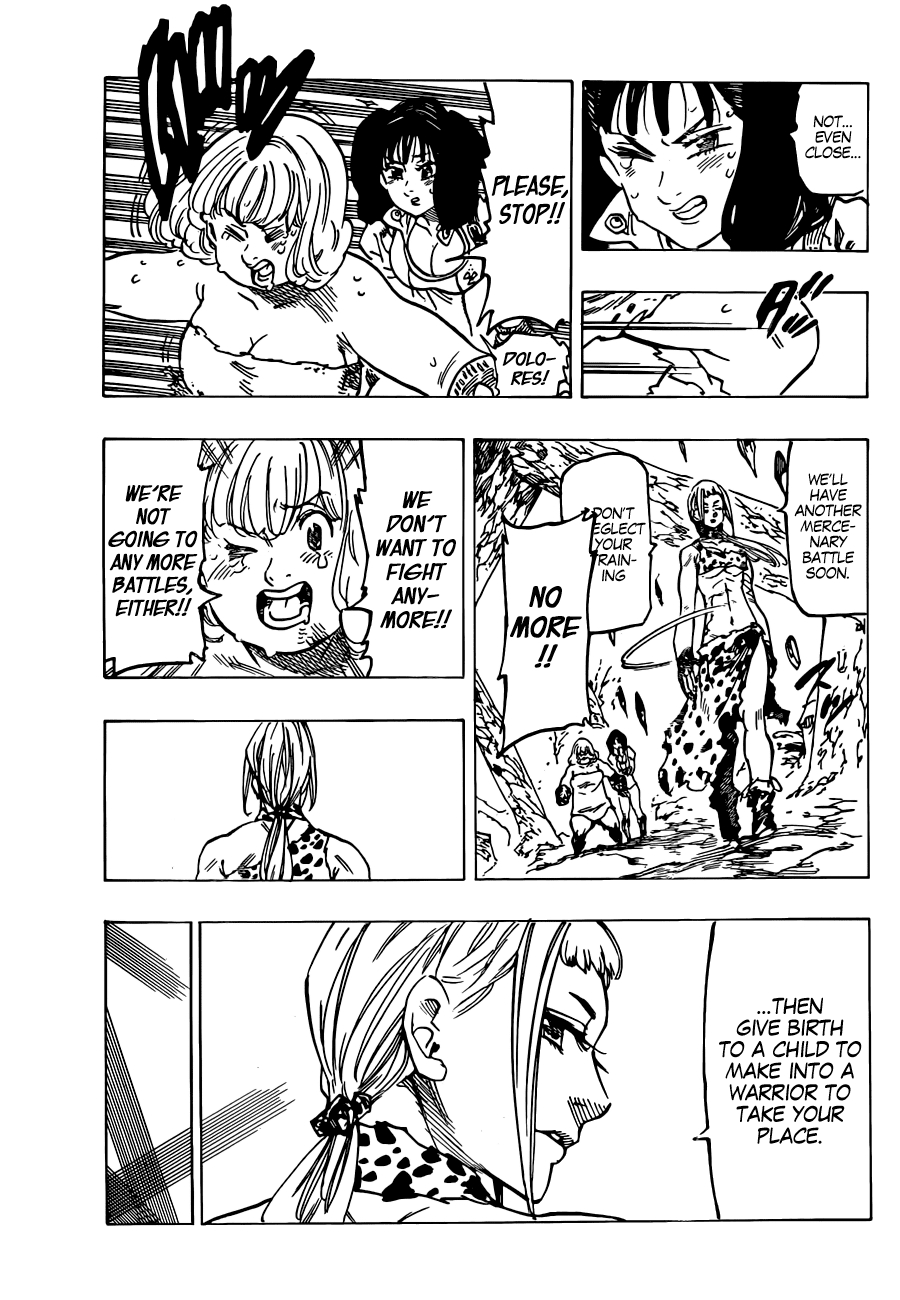 NOT...
EVEN
CLOSE...
PLEASE,
STOP!!
DOLO-
RES!
WE'LL
HAVE
ANOTHER
MERCE-
NARY
BATTLE
SOON.
DON'T
EGLECT
YOUR
RAIN-
ING
NO
MORE
!!
WE
DON'T
WANT TO
FIGHT
ANY-
MORE!!
WE'RE
NOT
GOING TO
ANY MORE
BATTLES,
EITHER!!
...THEN
GIVE BIRTH
TO A CHILD TO
MAKE INTO A
WARRIOR TO
TAKE YOUR
PLACE.